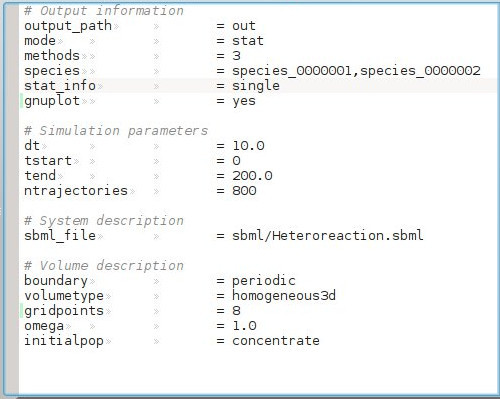 # Output information
output_path = out
mode = stat
methods = 3
species = species_0000001,species_0000002
stat_info = single
gnuplot = yes
# Simulation parameters
dt = 10.0
tstart = 0
tend = 200.0
ntrajectories = 800
# System description
sbml_file = sbml/Heteroreaction.sbml
# Volume description
boundary = periodic
volumetype = homogeneous3d
gridpoints = 8
omega = 1.0
initialpop = concentrate